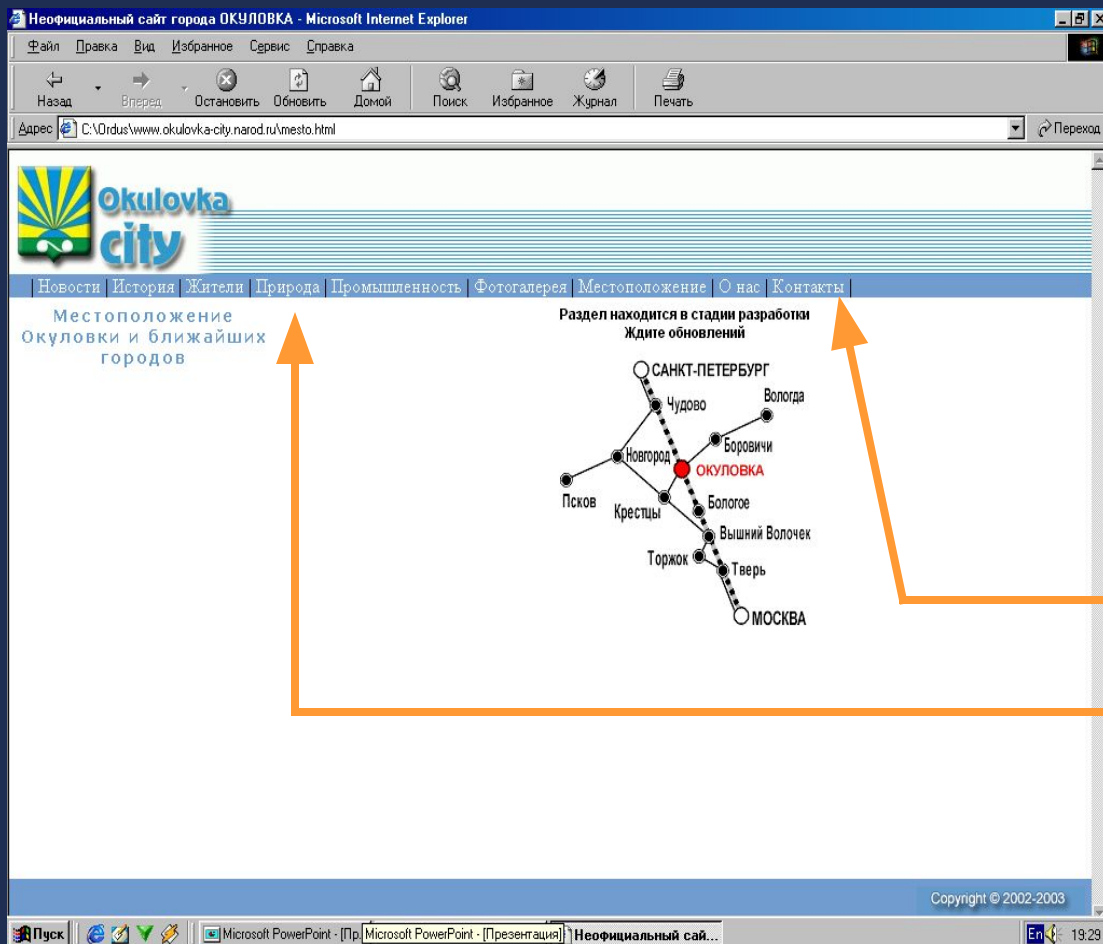 Неофициальный сайт города ОКУЛОВКА - Microsoft Internet Explorer
Файл Правка Вид Избранное Сервис Справка
Назад Вперед Остановить Обновить Домой Поиск Избранное Журнал Печать
Адрес C:\Ordus\www.okulovka-city.narod.ru\mesto.html Переход
Okulovka
city
| Новости | История | Жители | Природа | Промышленность | Фотогалерея | Местоположение | О нас | Контакты |
Местоположение
Окуловки и ближайших
городов
Раздел находится в стадии разработки
Ждите обновлений
САНКТ-ПЕТЕРБУРГ
Вологда
Чудово
Боровичи
Новгород
ОКУЛОВКА
Псков
Крестцы
Бологое
Вышний Волочек
Торжок
Тверь
МОСКВА
Copyright © 2002-2003
Пуск Microsoft PowerPoint - [Пр... Microsoft PowerPoint - [Презентация] Неофициальный сай... En 19:29